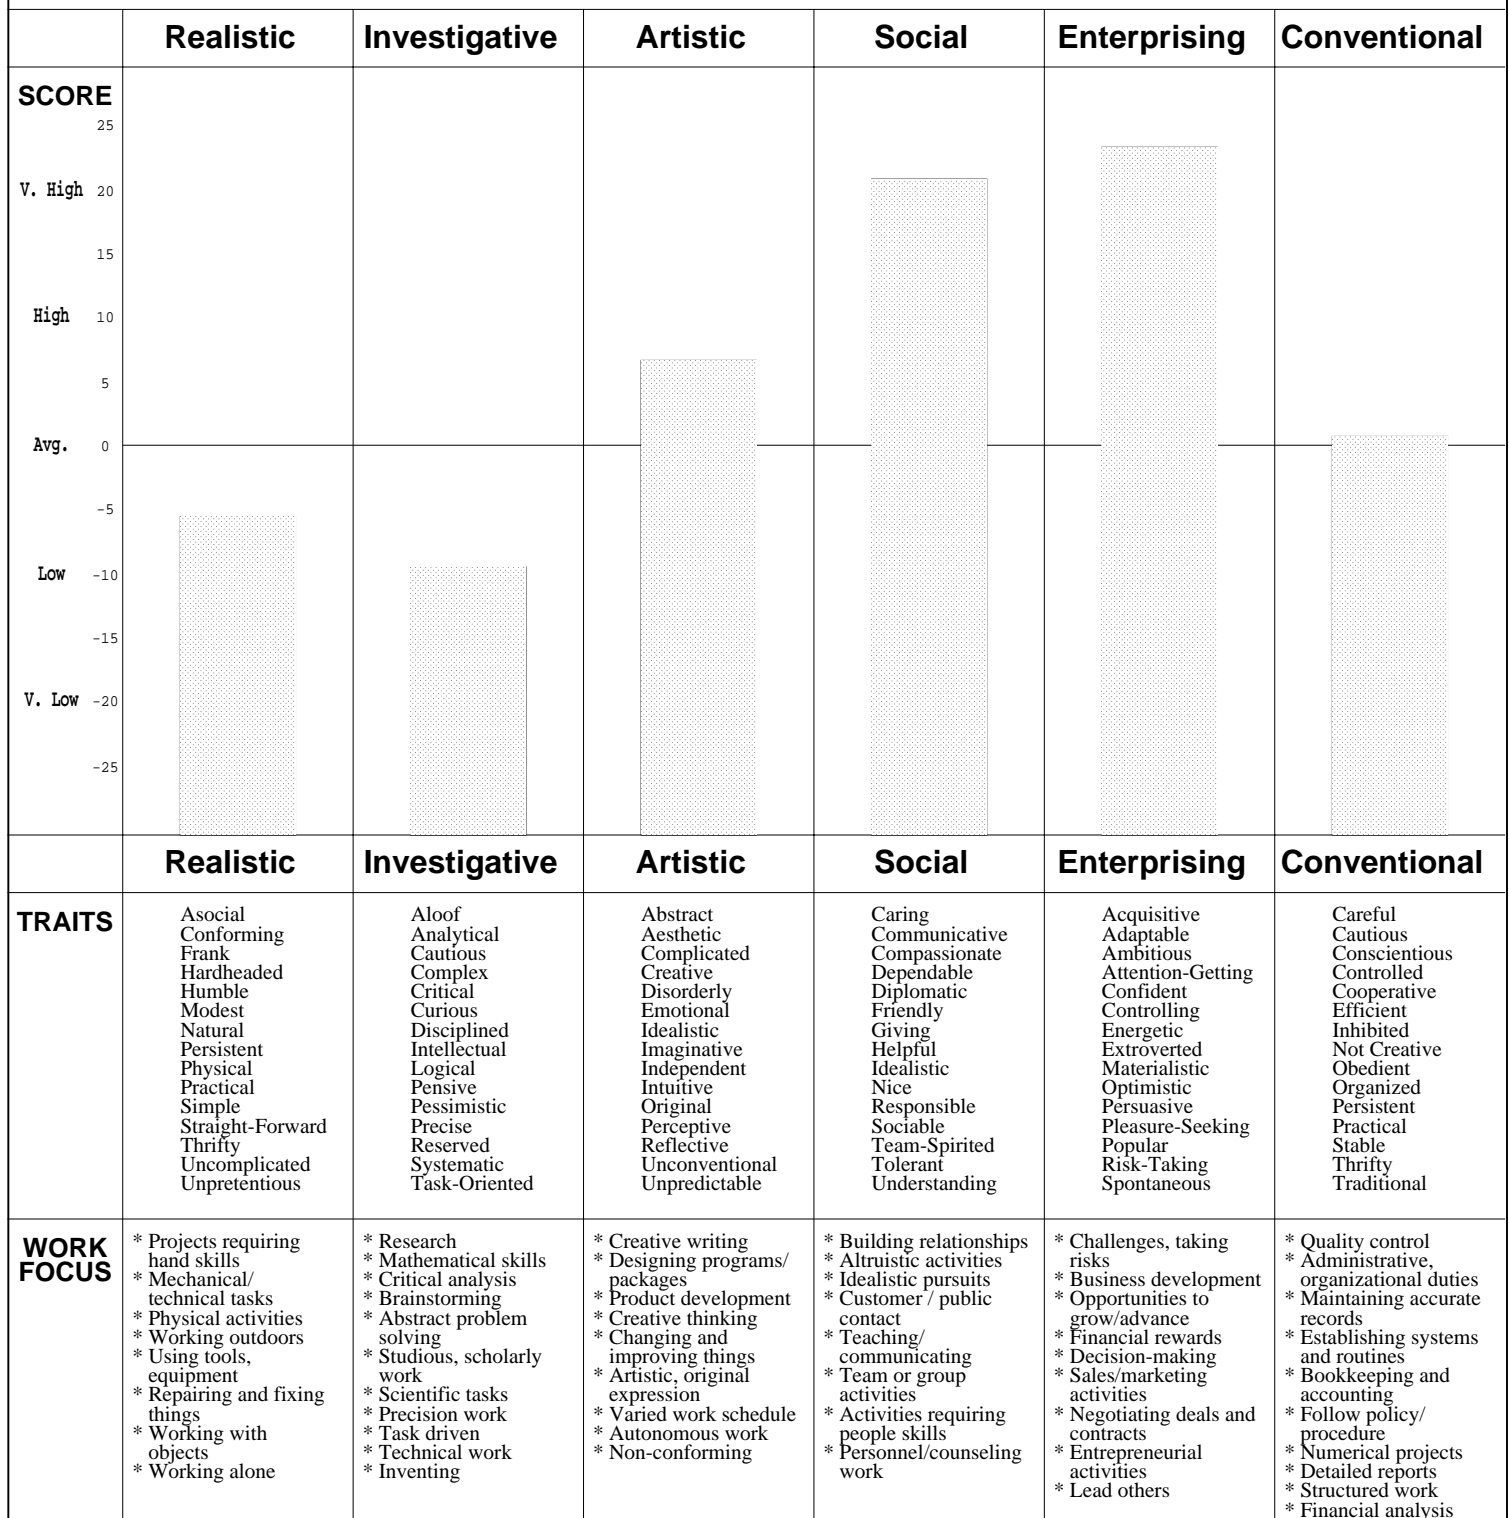 Realistic Investigative Artistic Social Enterprising Conventional
SCORE
25
V. High 20
15
High 10
5
Avg. 0
-5
Low -10
-15
V. Low -20
-25
Realistic Investigative Artistic Social Enterprising Conventional
TRAITS
Asocial
Conforming
Frank
Hardheaded
Humble
Modest
Natural
Persistent
Physical
Practical
Simple
Straight-Forward
Thrifty
Uncomplicated
Unpretentious
Aloof
Analytical
Cautious
Complex
Critical
Curious
Disciplined
Intellectual
Logical
Pensive
Pessimistic
Precise
Reserved
Systematic
Task-Oriented
Abstract
Aesthetic
Complicated
Creative
Disorderly
Emotional
Idealistic
Imaginative
Independent
Intuitive
Original
Perceptive
Reflective
Unconventional
Unpredictable
Caring
Communicative
Compassionate
Dependable
Diplomatic
Friendly
Giving
Helpful
Idealistic
Nice
Responsible
Sociable
Team-Spirited
Tolerant
Understanding
Acquisitive
Adaptable
Ambitious
Attention-Getting
Confident
Controlling
Energetic
Extroverted
Materialistic
Optimistic
Persuasive
Pleasure-Seeking
Popular
Risk-Taking
Spontaneous
Careful
Cautious
Conscientious
Controlled
Cooperative
Efficient
Inhibited
Not Creative
Obedient
Organized
Persistent
Practical
Stable
Thrifty
Traditional
WORK
FOCUS
* Projects requiring
hand skills
* Mechanical/
technical tasks
* Physical activities
* Working outdoors
* Using tools,
equipment
* Repairing and fixing
things
* Working with
objects
* Working alone
* Research
* Mathematical skills
* Critical analysis
* Brainstorming
* Abstract problem
solving
* Studious, scholarly
work
* Scientific tasks
* Precision work
* Task driven
* Technical work
* Inventing
* Creative writing
* Designing programs/
packages
* Product development
* Creative thinking
* Changing and
improving things
* Artistic, original
expression
* Varied work schedule
* Autonomous work
* Non-conforming
* Building relationships
* Altruistic activities
* Idealistic pursuits
* Customer / public
contact
* Teaching/
communicating
* Team or group
activities
* Activities requiring
people skills
* Personnel/counseling
work
* Challenges, taking
risks
* Business development
* Opportunities to
grow/advance
* Financial rewards
* Decision-making
* Sales/marketing
activities
* Negotiating deals and
contracts
* Entrepreneurial
activities
* Lead others
* Quality control
* Administrative,
organizational duties
* Maintaining accurate
records
* Establishing systems
and routines
* Bookkeeping and
accounting
* Follow policy/
procedure
* Numerical projects
* Detailed reports
* Structured work
* Financial analysis